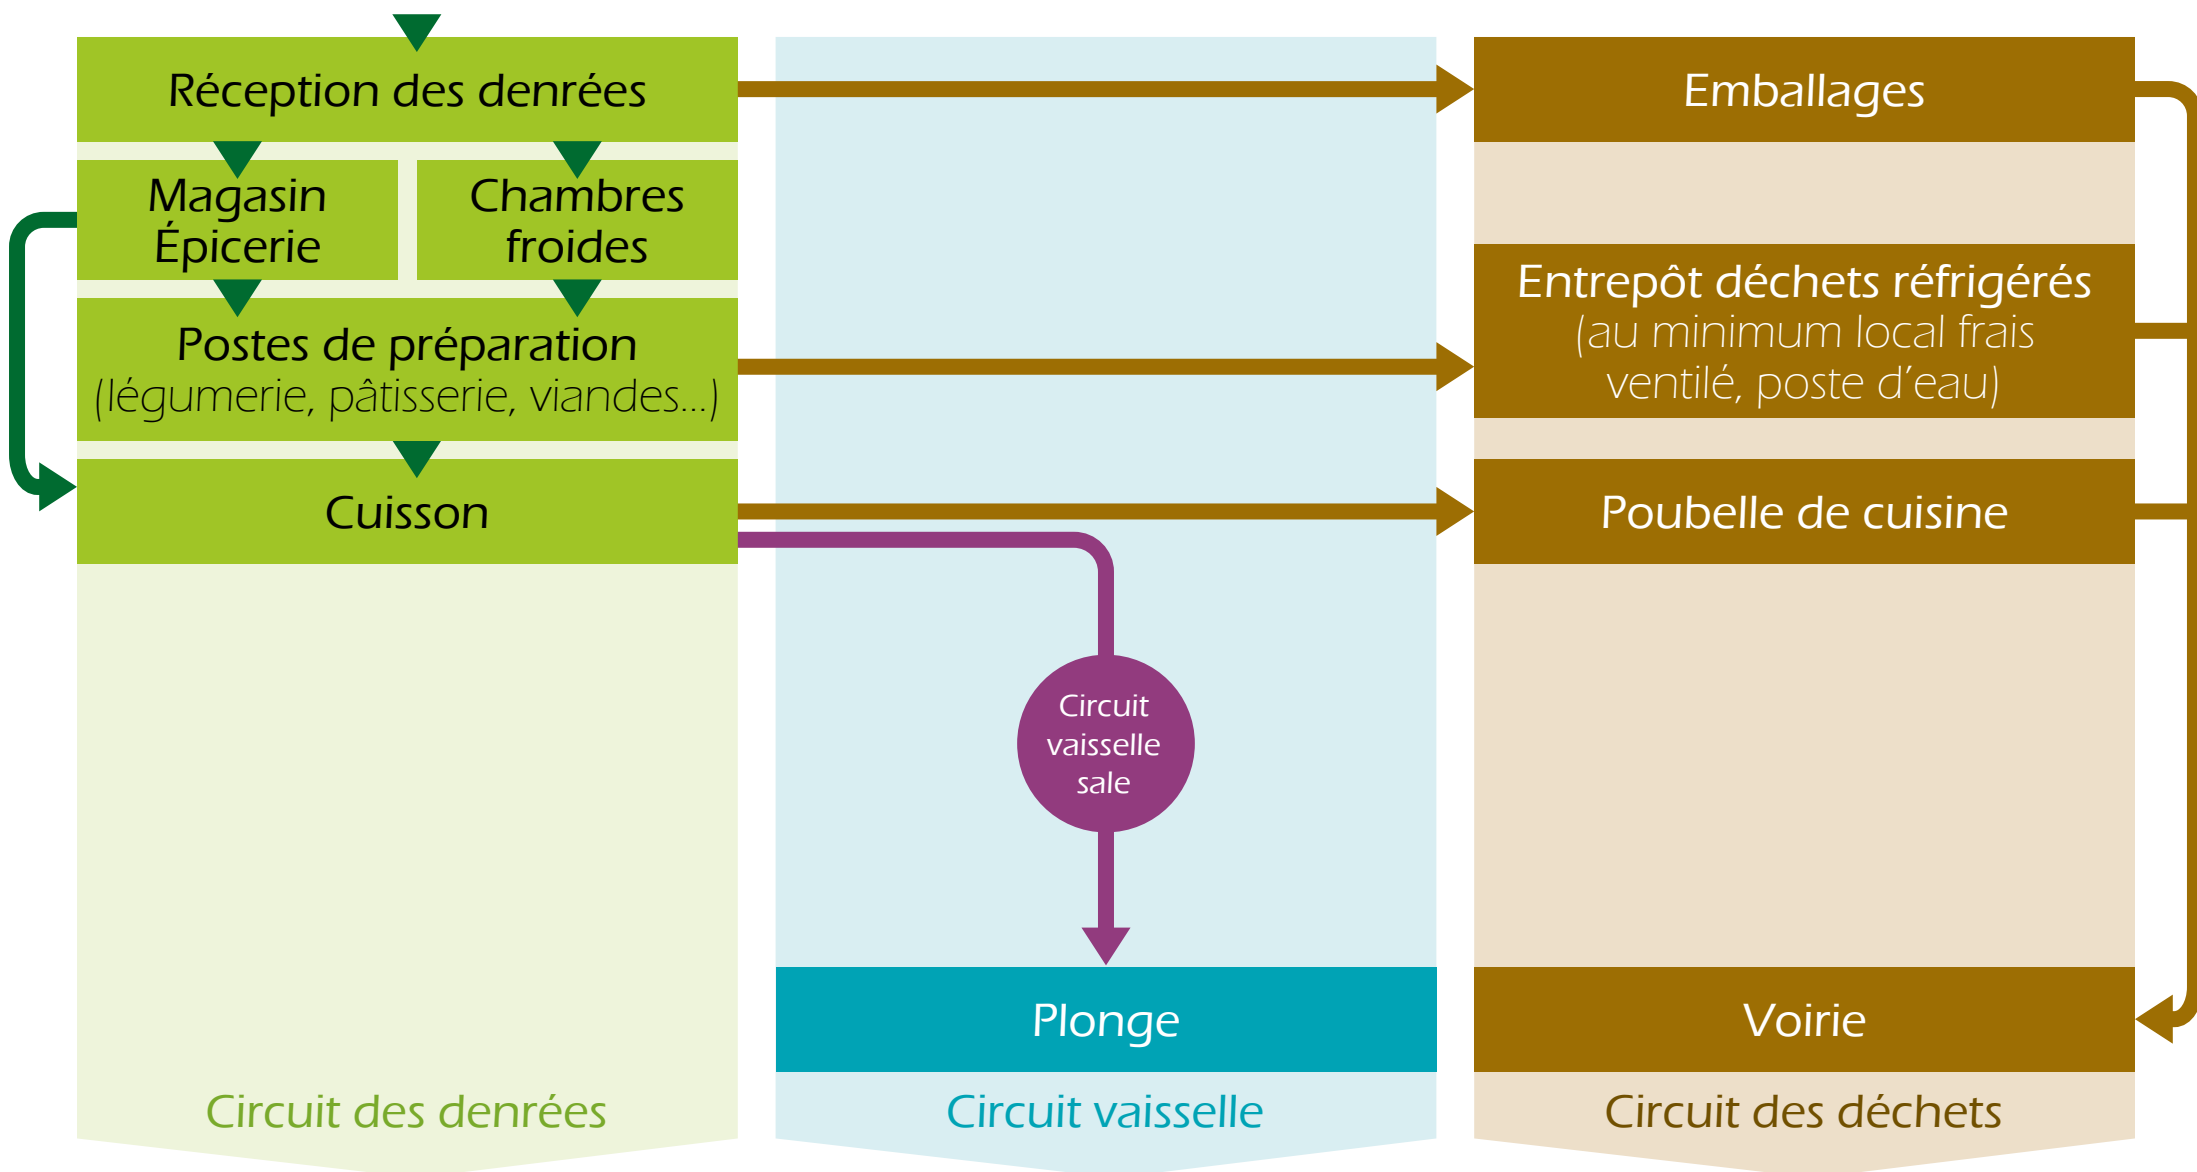 Réception des denrées
Emballages
Magasin
Épicerie
Chambres
froides
Postes de préparation
(légumerie, pâtisserie, viandes...)
Entrepôt déchets réfrigérés
(au minimum local frais
ventilé, poste d’eau)
Cuisson
Poubelle de cuisine
Circuit
vaisselle
sale
Plonge
Voirie
Circuit des denrées
Circuit vaisselle
Circuit des déchets